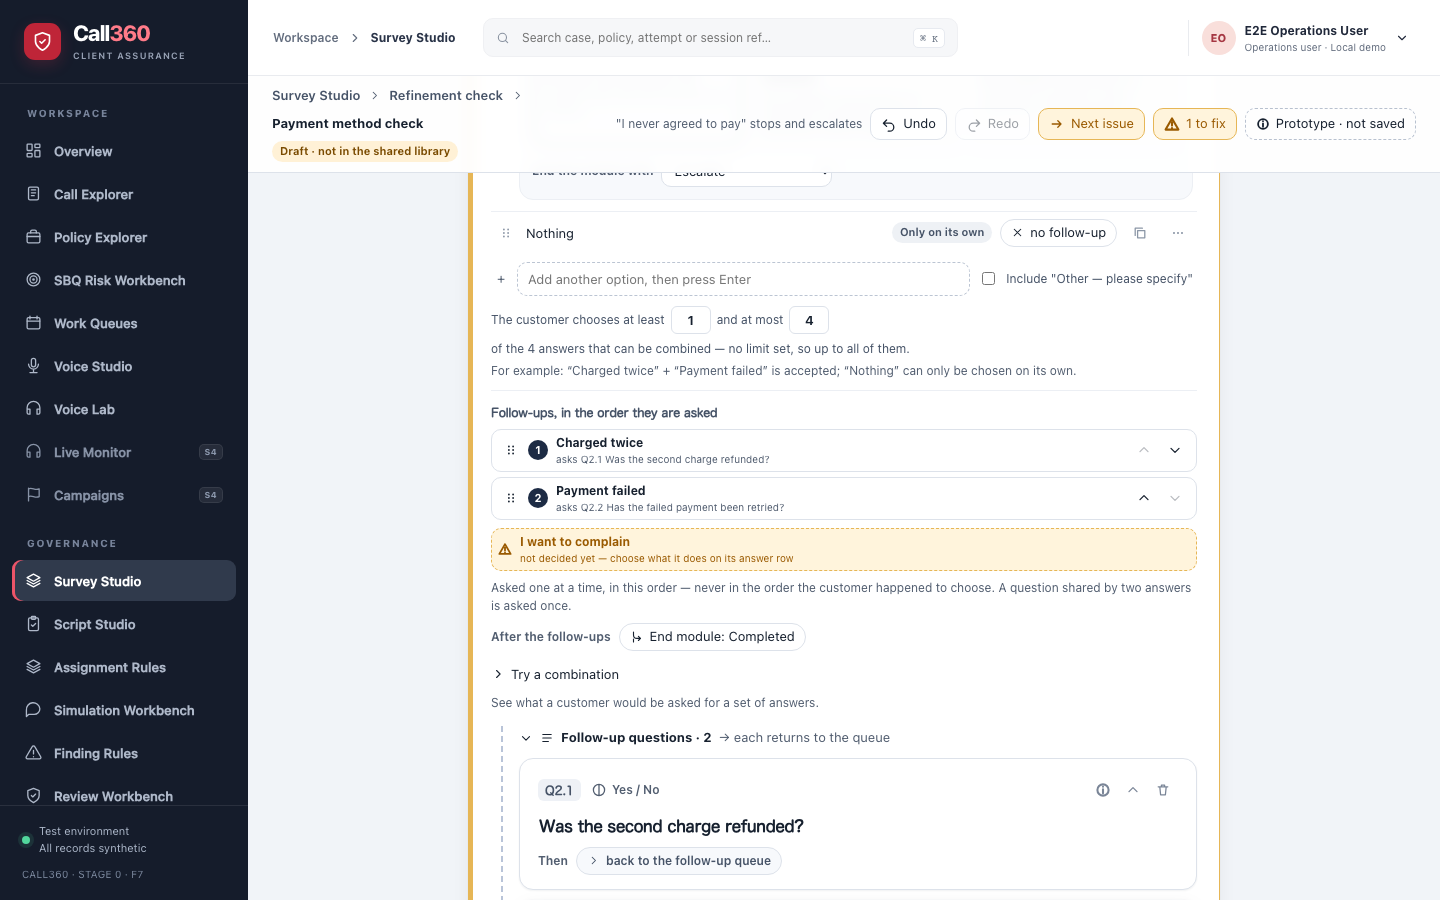 Call360
CLIENT ASSURANCE
WORKSPACE
Overview
Call Explorer
Policy Explorer
SBQ Risk Workbench
Work Queues
Voice Studio
Voice Lab
Live Monitor S4
Campaigns S4
GOVERNANCE
Survey Studio
Script Studio
Assignment Rules
Simulation Workbench
Finding Rules
Review Workbench
Test environment
All records synthetic
CALL360 · STAGE 0 · F7
Workspace > Survey Studio
Search case, policy, attempt or session ref...
⌘ K
EO
E2E Operations User
Operations user · Local demo
Survey Studio > Refinement check >
Payment method check
Draft · not in the shared library
"I never agreed to pay" stops and escalates
Undo
Redo
Next issue
1 to fix
Prototype · not saved
End the module with Escalate
Nothing
Only on its own
no follow-up
+ Add another option, then press Enter
Include "Other — please specify"
The customer chooses at least 1 and at most 4
of the 4 answers that can be combined — no limit set, so up to all of them.
For example: “Charged twice” + “Payment failed” is accepted; “Nothing” can only be chosen on its own.
Follow-ups, in the order they are asked
1 Charged twice
asks Q2.1 Was the second charge refunded?
2 Payment failed
asks Q2.2 Has the failed payment been retried?
I want to complain
not decided yet — choose what it does on its answer row
Asked one at a time, in this order — never in the order the customer happened to choose. A question shared by two answers
is asked once.
After the follow-ups End module: Completed
Try a combination
See what a customer would be asked for a set of answers.
Follow-up questions · 2 → each returns to the queue
Q2.1 Yes / No
Was the second charge refunded?
Then back to the follow-up queue